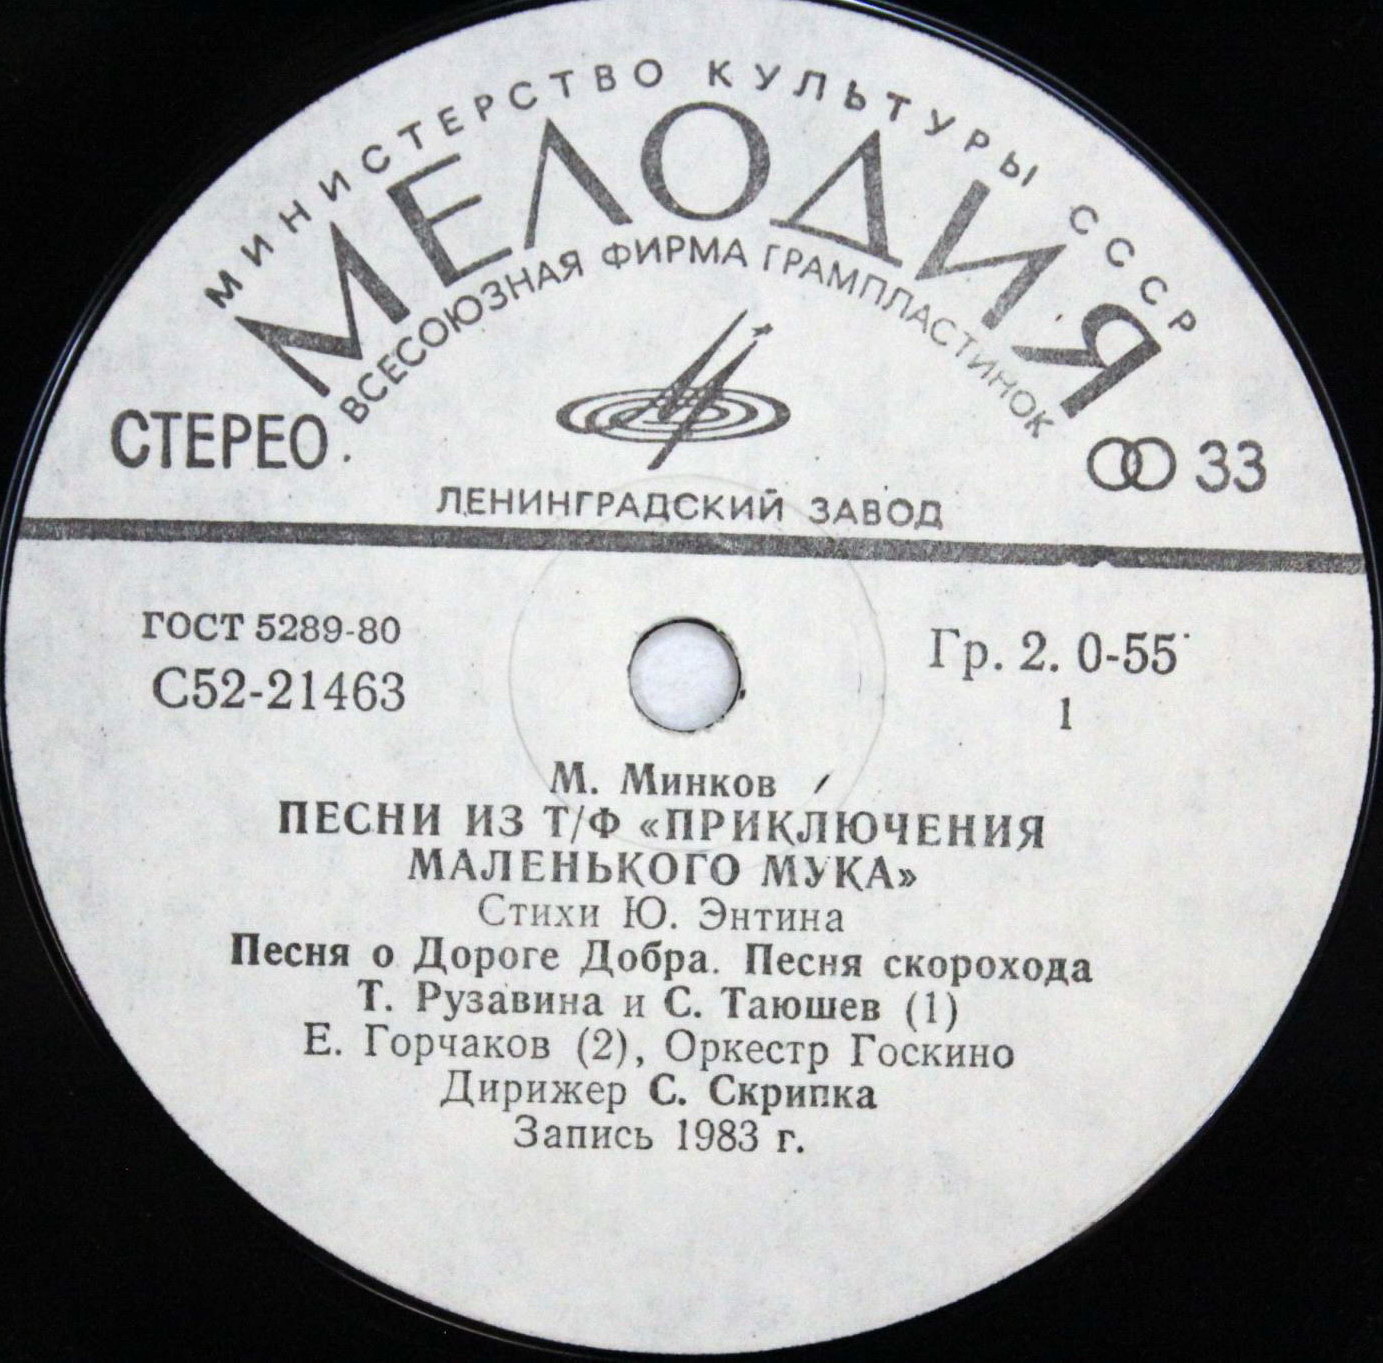 МИНИСТЕРСТВО КУЛЬТУРЫ СССР
МЕЛОДИЯ
ВСЕСОЮЗНАЯ ФИРМА ГРАМПЛАСТИНОК
СТЕРЕО
33
ЛЕНИНГРАДСКИЙ ЗАВОД
ГОСТ 5289-80
Гр. 2. 0-55
С52-21463
1
М. Минков
ПЕСНИ ИЗ Т/Ф «ПРИКЛЮЧЕНИЯ
МАЛЕНЬКОГО МУКА»
Стихи Ю. Энтина
Песня о Дороге Добра. Песня скорохода
Т. Рузавина и С. Таюшев (1)
Е. Горчаков (2), Оркестр Госкино
Дирижер С. Скрипка
Запись 1983 г.